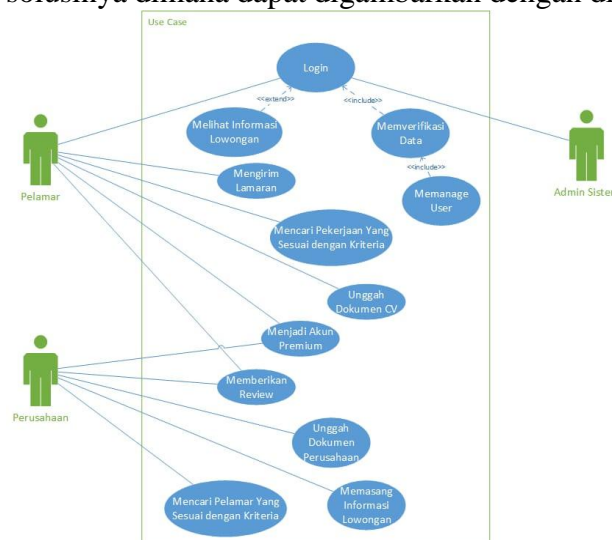 solusinya dimana dapat digambarkan dengan
Use Case
Login
<<extend>>
<<include>>
Melihat Informasi
Lowongan
Memverifikasi
Data
Mengirim
Lamaran
<<include>>
Memanage
User
Pelamar
Admin Sister
Mencari Pekerjaan Yang
Sesuai dengan Kriteria
Unggah
Dokumen CV
Menjadi Akun
Premium
Memberikan
Review
Perusahaan
Unggah
Dokumen
Perusahaan
Mencari Pelamar Yang
Sesuai dengan Kriteria
Memasang
Informasi
Lowongan